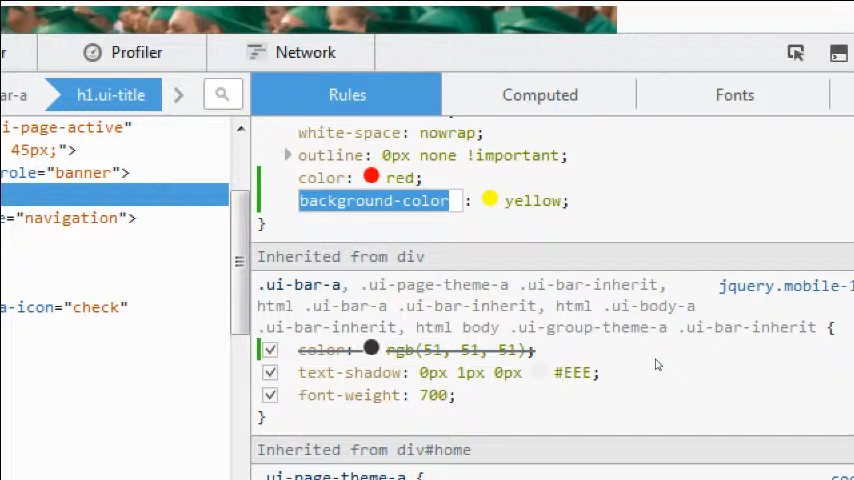 r
Profiler
Network
ar-a
h1.ui-title
Rules
Computed
Fonts
i-page-active"
45px;">
role="banner">
e="navigation">
a-icon="check"
white-space: nowrap;
outline: 0px none !important;
color: red;
background-color : yellow;
}
Inherited from div
.ui-bar-a, .ui-page-theme-a .ui-bar-inherit, jquery.mobile-1
html .ui-bar-a .ui-bar-inherit, html .ui-body-a
.ui-bar-inherit, html body .ui-group-theme-a .ui-bar-inherit {
color: rgb(51, 51, 51);
text-shadow: 0px 1px 0px #EEE;
font-weight: 700;
}
Inherited from div#home
.ui-page-theme-a {